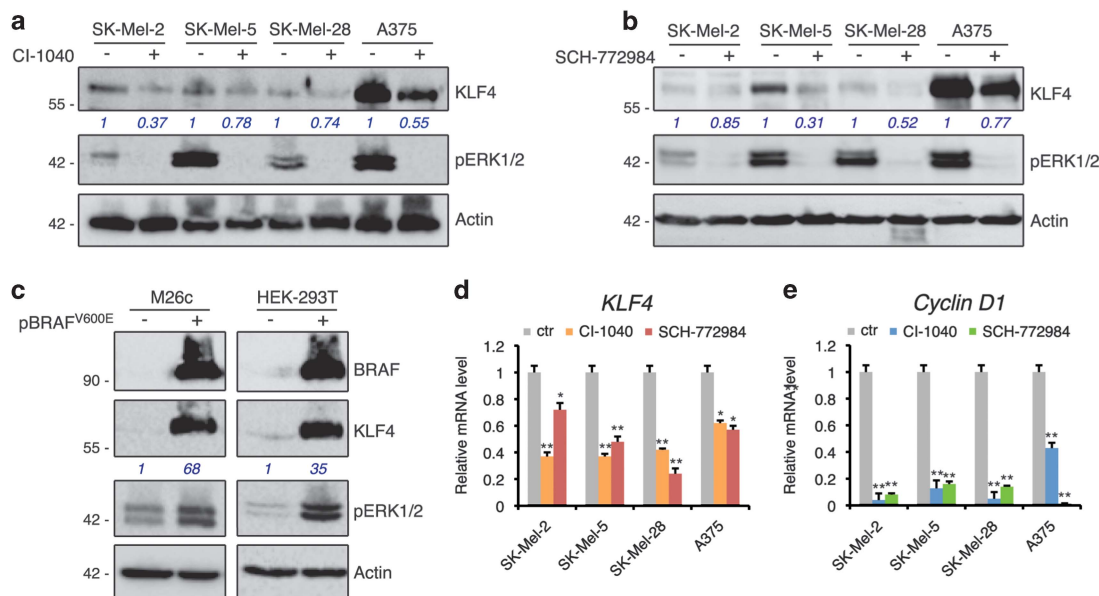 a
SK-Mel-2 SK-Mel-5 SK-Mel-28 A375
CI-1040 - + - + - + - +
KLF4
55 -
1 0.37 1 0.78 1 0.74 1 0.55
42 - pERK1/2
42 - Actin
b
SK-Mel-2 SK-Mel-5 SK-Mel-28 A375
SCH-772984 - + - + - + - +
KLF4
55 -
1 0.85 1 0.31 1 0.52 1 0.77
42 - pERK1/2
42 - Actin
c
M26c HEK-293T
pBRAFV600E - + - +
BRAF
90 -
KLF4
55 -
1 68 1 35
pERK1/2
42 -
42 - Actin
d
KLF4
ctr CI-1040 SCH-772984
Relative mRNA level
1.2
1
0.8
0.6
0.4
0.2
0
** * ** ** ** ** * *
SK-Mel-2 SK-Mel-5 SK-Mel-28 A375
e
Cyclin D1
ctr CI-1040 SCH-772984
Relative mRNA level
**
1.2
1
0.8
0.6
0.4
0.2
0
** ** ** ** ** ** ** **
SK-Mel-2 SK-Mel-5 SK-Mel-28 A375